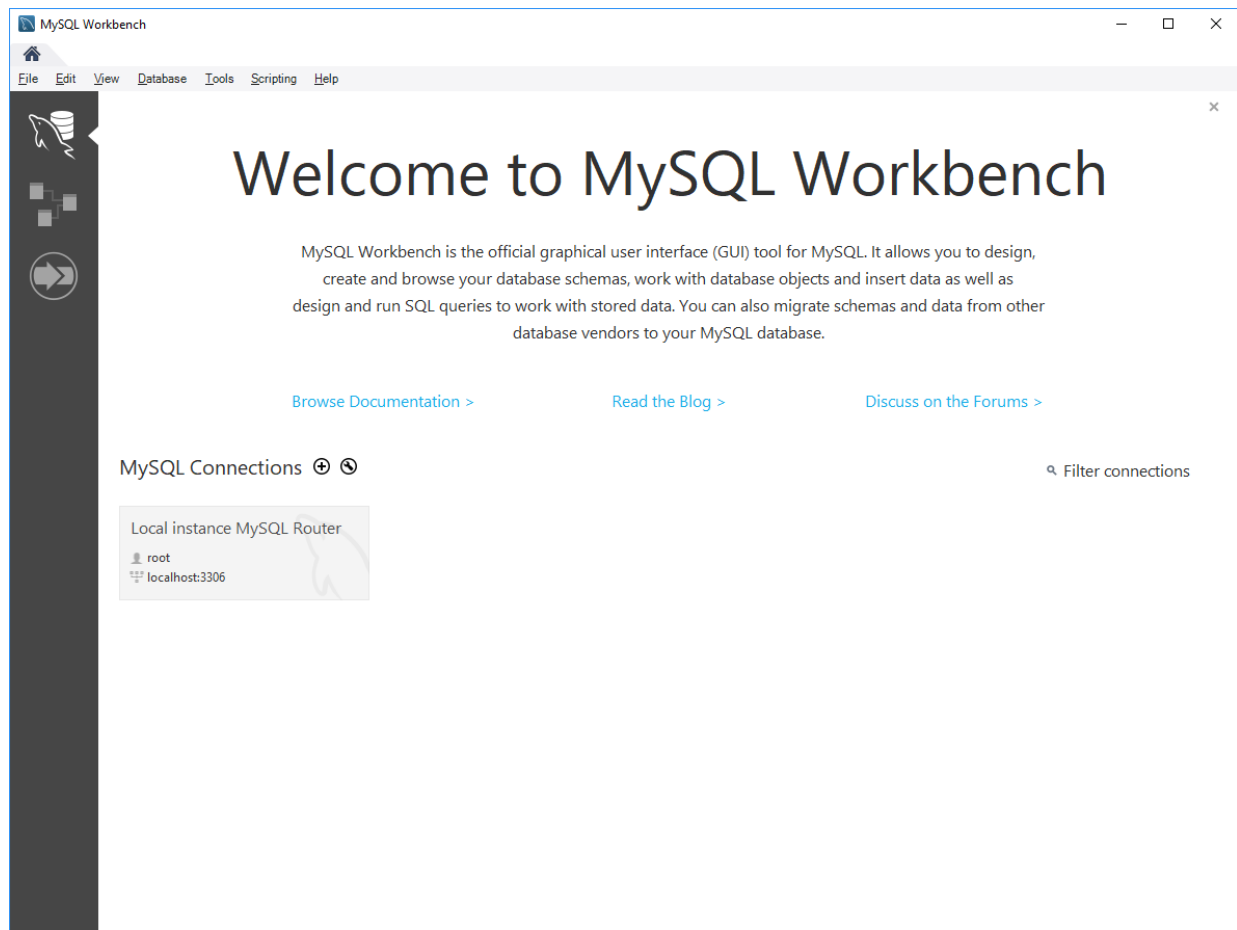 MySQL Workbench
File Edit View Database Tools Scripting Help
Welcome to MySQL Workbench
MySQL Workbench is the official graphical user interface (GUI) tool for MySQL. It allows you to design,
create and browse your database schemas, work with database objects and insert data as well as
design and run SQL queries to work with stored data. You can also migrate schemas and data from other
database vendors to your MySQL database.
Browse Documentation > Read the Blog > Discuss on the Forums >
MySQL Connections Filter connections
Local instance MySQL Router
root
localhost:3306